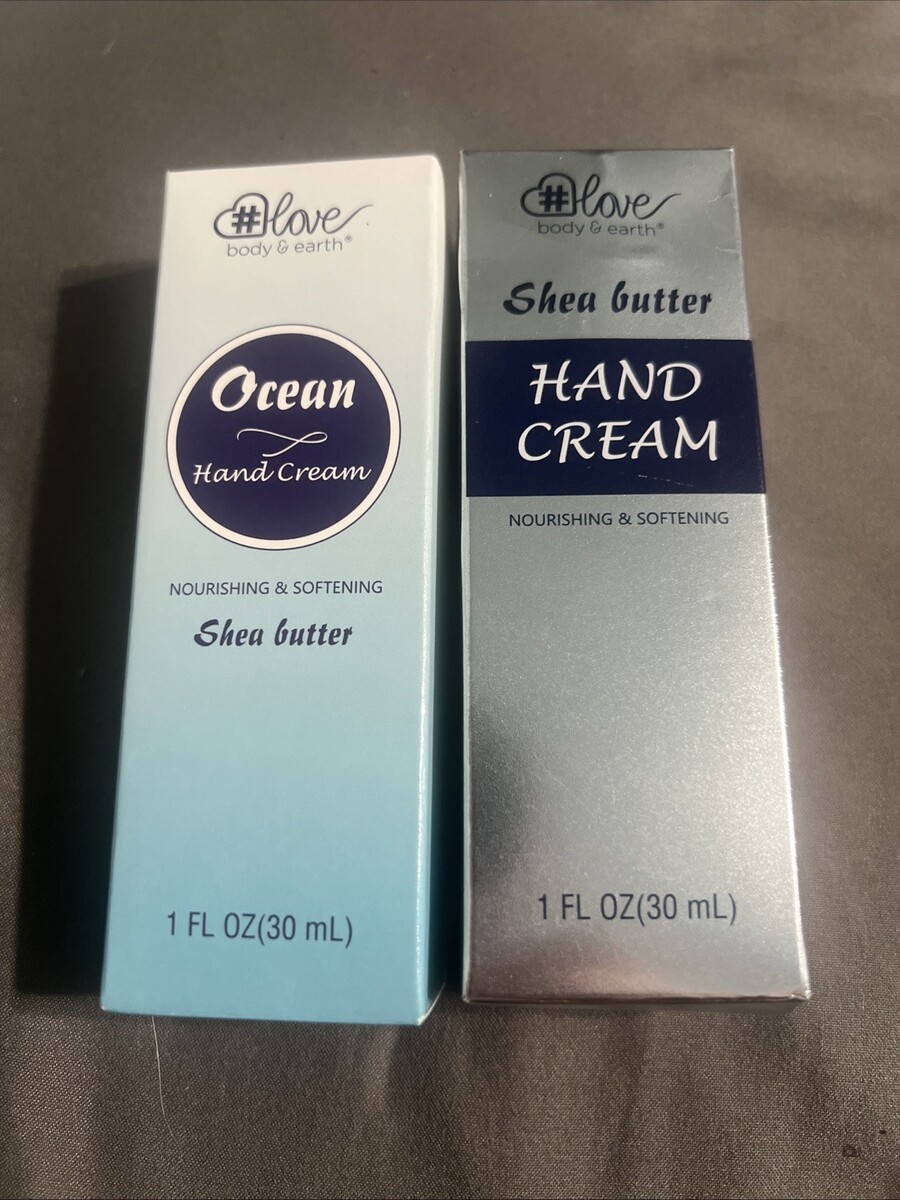 #love
body & earth®
Ocean
Hand Cream
NOURISHING & SOFTENING
Shea butter
1 FL OZ(30 mL)
#love
body & earth®
Shea butter
HAND
CREAM
NOURISHING & SOFTENING
1 FL OZ(30 mL)